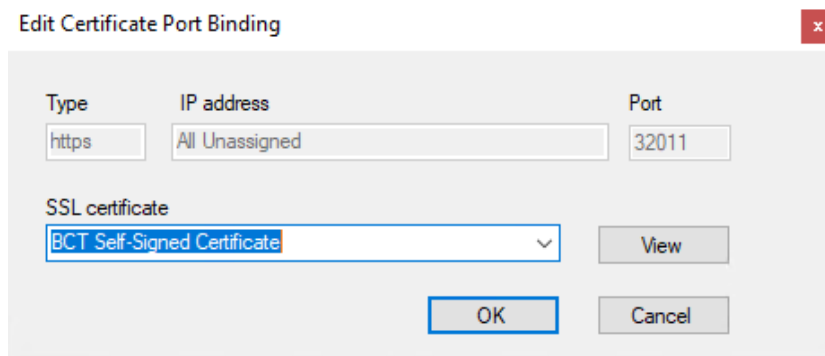 Edit Certificate Port Binding
x
Type IP address Port
https All Unassigned 32011
SSL certificate
BCT Self-Signed Certificate View
OK Cancel